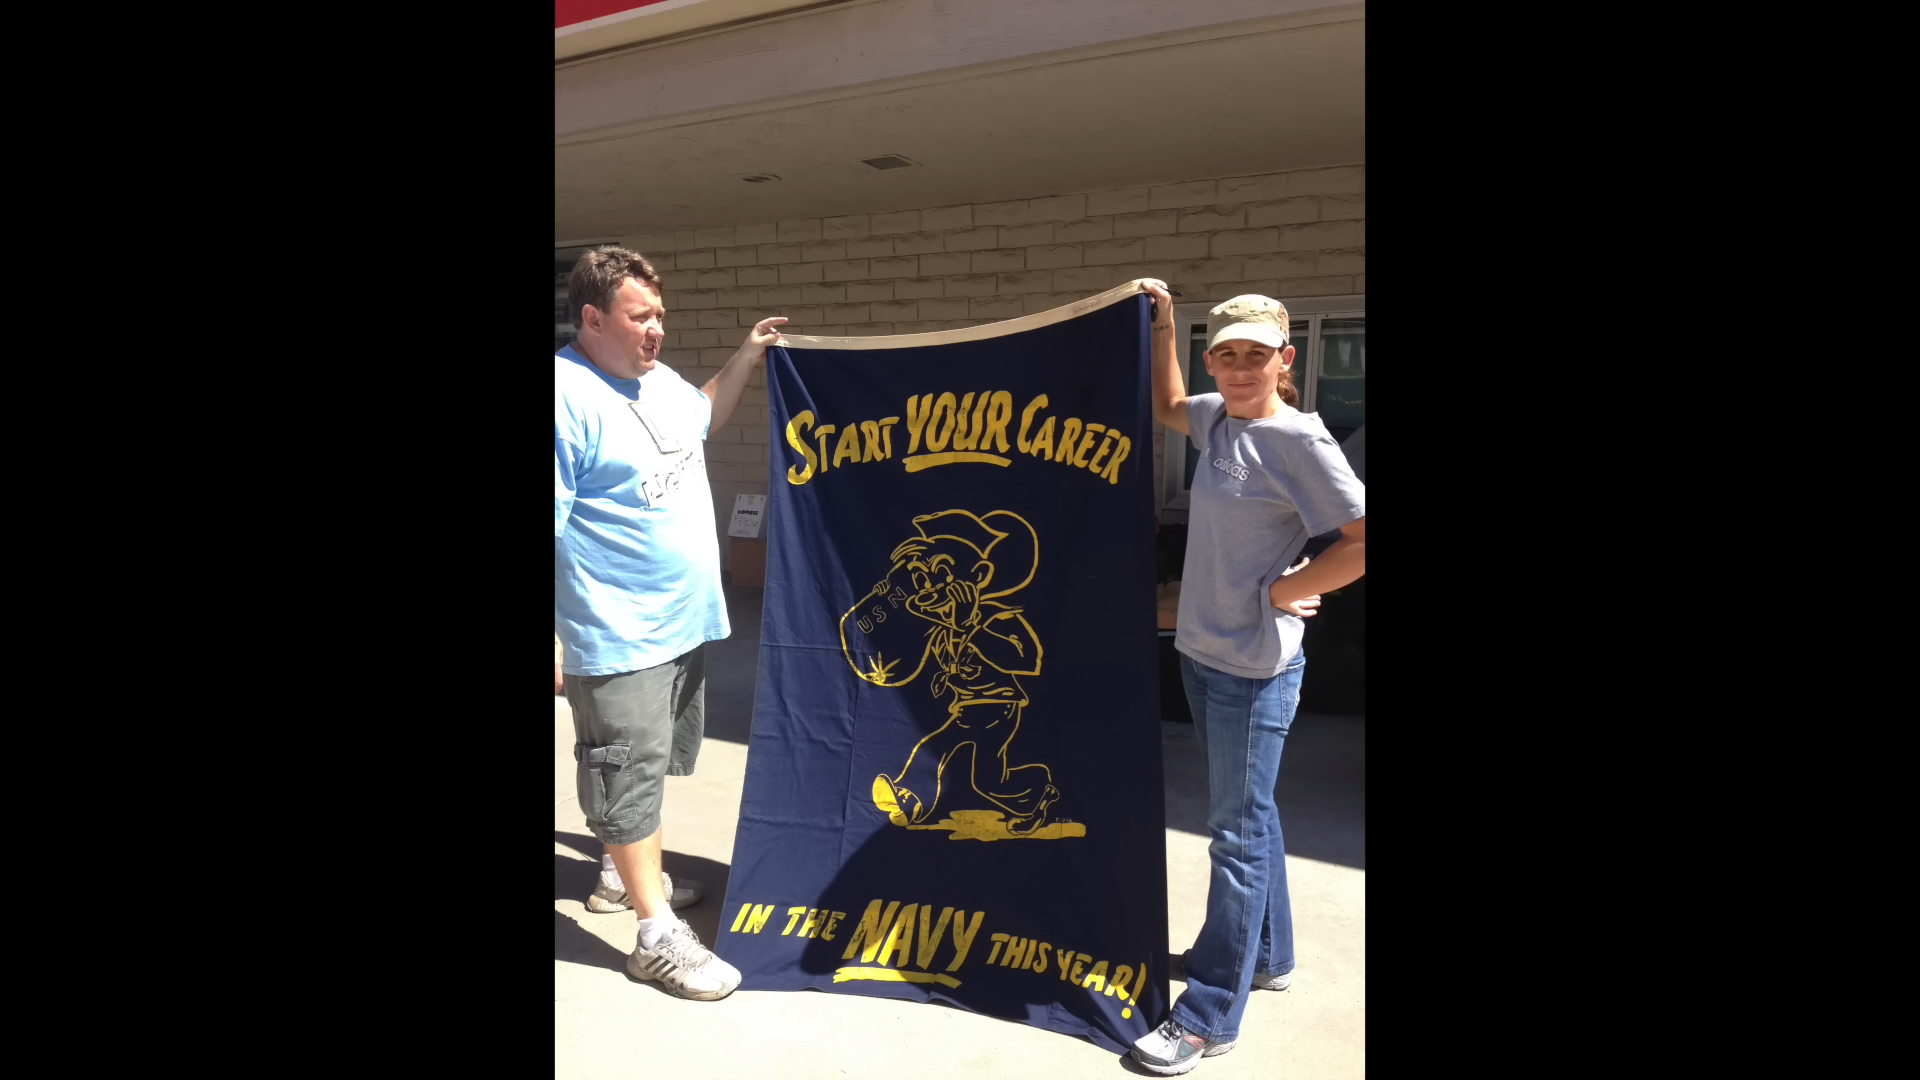 START YOUR CAREER
USN
IN THE NAVY THIS YEAR!
adidas